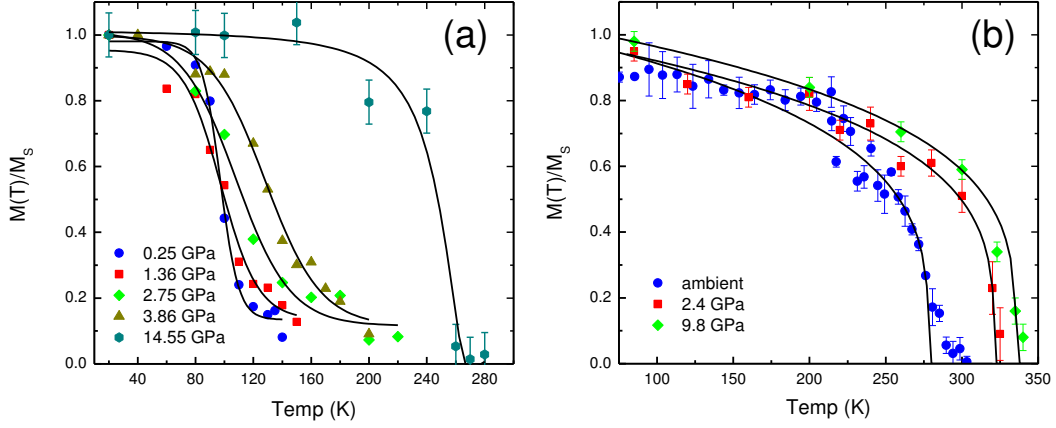 (a)
M(T)/M_S
1.0
0.8
0.6
0.4
0.2
0.0
0.25 GPa
1.36 GPa
2.75 GPa
3.86 GPa
14.55 GPa
40 80 120 160 200 240 280
Temp (K)
(b)
M(T)/M_S
1.0
0.8
0.6
0.4
0.2
0.0
ambient
2.4 GPa
9.8 GPa
100 150 200 250 300 350
Temp (K)